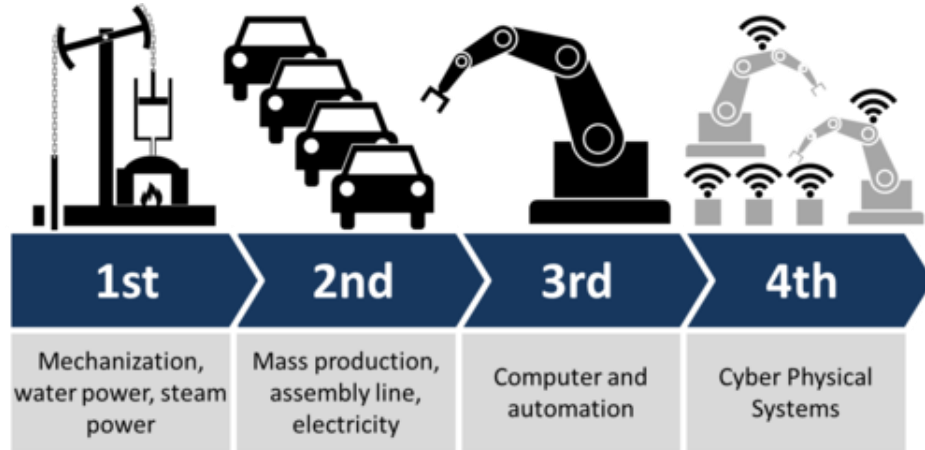 1st
2nd
3rd
4th
Mechanization,
water power, steam
power
Mass production,
assembly line,
electricity
Computer and
automation
Cyber Physical
Systems